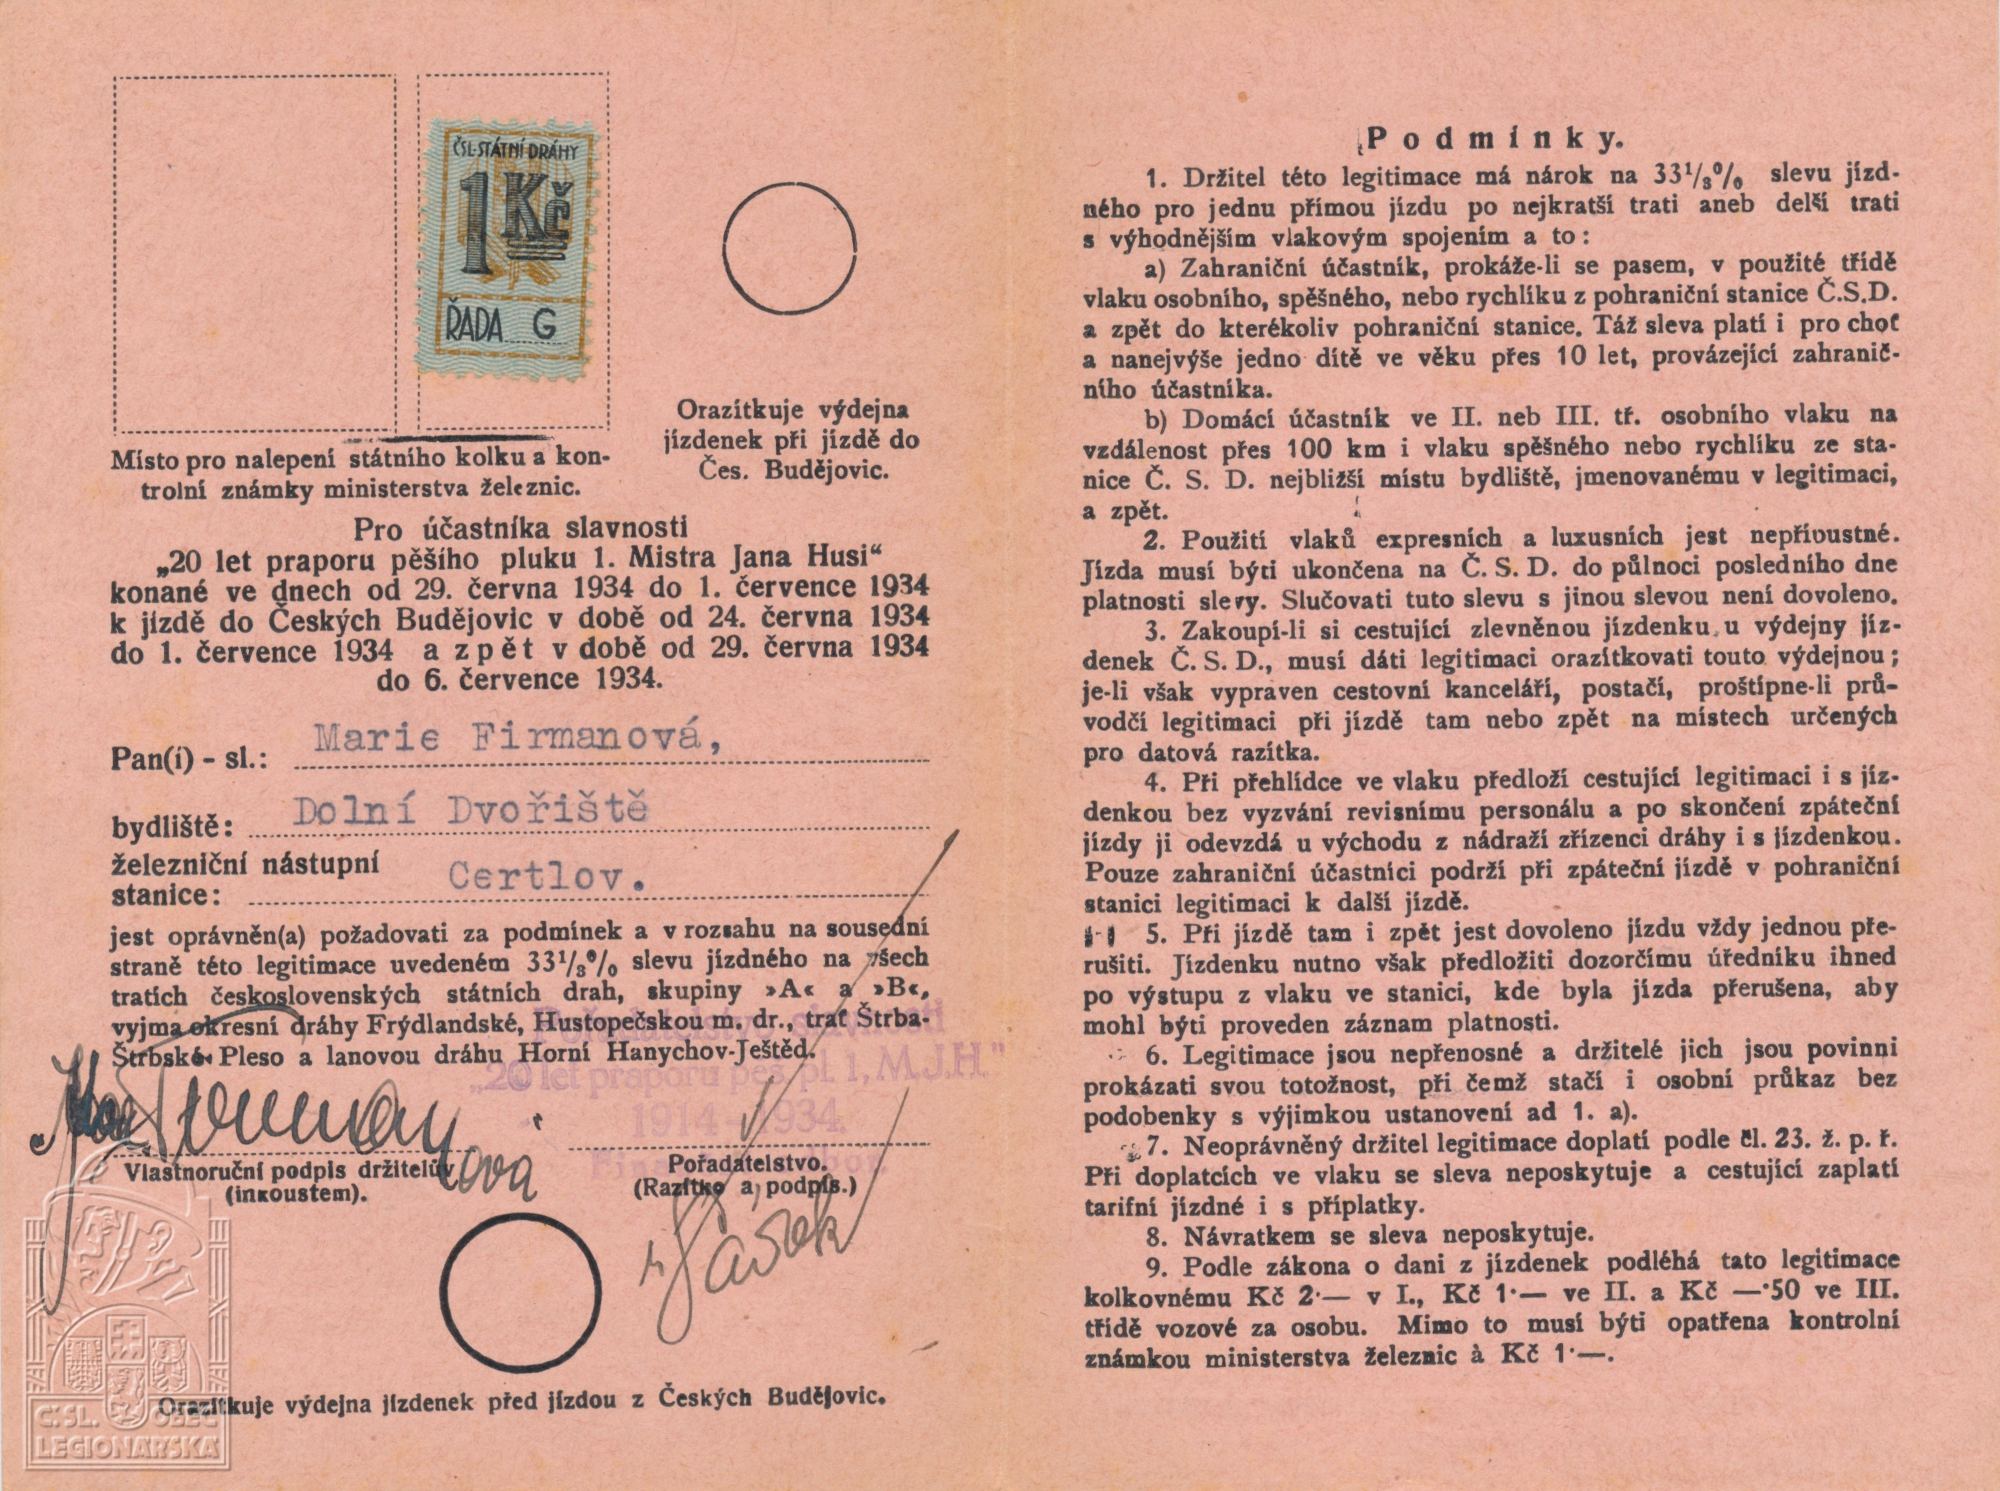 ČSL·STÁTNÍ DRÁHY
1 Kč
ŘADA G
Místo pro nalepení státního kolku a kon-
trolní známky ministerstva železnic.
Orazítkuje výdejna
jízdenek při jízdě do
Čes. Budějovic.
Pro účastníka slavnosti
„20 let praporu pěšího pluku 1. Mistra Jana Husi“
konané ve dnech od 29. června 1934 do 1. července 1934
k jízdě do Českých Budějovic v době od 24. června 1934
do 1. července 1934 a zpět v době od 29. června 1934
do 6. července 1934.
Pan(í) - sl.: Marie Firmanová,
bydliště: Dolní Dvořiště
železniční nástupní
stanice: Certlov.
jest oprávněn(a) požadovati za podmínek a v rozsahu na sousední
straně této legitimace uvedeném 33¹/₃% slevu jízdného na všech
tratích československých státních drah, skupiny »A« a »B«,
vyjma okresní dráhy Frýdlandské, Hustopečskou m. dr., trať Štrba-
Štrbské Pleso a lanovou dráhu Horní Hanychov-Ještěd.
Pořadatelstvo slavnosti
„20 let praporu pěš. pl. 1, M.J.H."
1914 - 1934.
Firmanova
Vlastnoruční podpis držitelův
(inkoustem).
Pořadatelstvo.
(Razítko a podpis.)
Orazítkuje výdejna jízdenek před jízdou z Českých Budějovic.
Č:SL. OBEC
LEGIONÁŘSKÁ
Podmínky.
1. Držitel této legitimace má nárok na 33¹/₃% slevu jízd-
ného pro jednu přímou jízdu po nejkratší trati aneb delší trati
s výhodnějším vlakovým spojením a to:
a) Zahraniční účastník, prokáže-li se pasem, v použité třídě
vlaku osobního, spěšného, nebo rychlíku z pohraniční stanice Č.S.D.
a zpět do kterékoliv pohraniční stanice. Táž sleva platí i pro choť
a nanejvýše jedno dítě ve věku přes 10 let, provázející zahranič-
ního účastníka.
b) Domácí účastník ve II. neb III. tř. osobního vlaku na
vzdálenost přes 100 km i vlaku spěšného nebo rychlíku ze sta-
nice Č. S. D. nejbližší místu bydliště, jmenovanému v legitimaci,
a zpět.
2. Použití vlaků expresních a luxusních jest nepřípustné.
Jízda musí býti ukončena na Č. S. D. do půlnoci posledního dne
platnosti slevy. Slučovati tuto slevu s jinou slevou není dovoleno.
3. Zakoupí-li si cestující zlevněnou jízdenku u výdejny jíz-
denek Č. S. D., musí dáti legitimaci orazítkovati touto výdejnou;
je-li však vypraven cestovní kanceláří, postačí, proštípne-li prů-
vodčí legitimaci při jízdě tam nebo zpět na místech určených
pro datová razítka.
4. Při přehlídce ve vlaku předloží cestující legitimaci i s jíz-
denkou bez vyzvání revisnímu personálu a po skončení zpáteční
jízdy ji odevzdá u východu z nádraží zřízenci dráhy i s jízdenkou.
Pouze zahraniční účastníci podrží při zpáteční jízdě v pohraniční
stanici legitimaci k další jízdě.
5. Při jízdě tam i zpět jest dovoleno jízdu vždy jednou pře-
rušiti. Jízdenku nutno však předložiti dozorčímu úředníku ihned
po výstupu z vlaku ve stanici, kde byla jízda přerušena, aby
mohl býti proveden záznam platnosti.
6. Legitimace jsou nepřenosné a držitelé jich jsou povinni
prokázati svou totožnost, při čemž stačí i osobní průkaz bez
podobenky s výjimkou ustanovení ad 1. a).
7. Neoprávněný držitel legitimace doplatí podle čl. 23. ž. p. ř.
Při doplatcích ve vlaku se sleva neposkytuje a cestující zaplatí
tarifní jízdné i s příplatky.
8. Návratkem se sleva neposkytuje.
9. Podle zákona o dani z jízdenek podléhá tato legitimace
kolkovnému Kč 2·— v I., Kč 1·— ve II. a Kč —·50 ve III.
třídě vozové za osobu. Mimo to musí býti opatřena kontrolní
známkou ministerstva železnic à Kč 1·—.